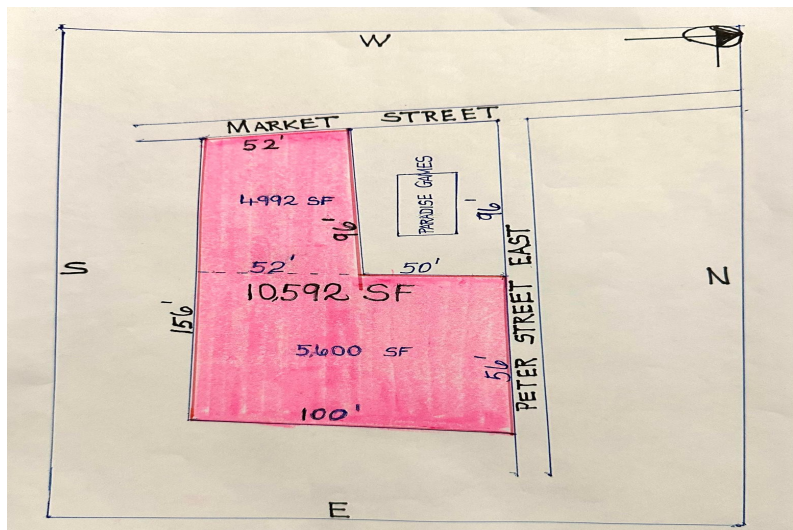 W
MARKET STREET
52'
4992 SF
96'
PARADISE GAMES
96'
S
52'
50'
N
10,592 SF
156'
5,600 SF
56'
PETER STREET EAST
100'
E